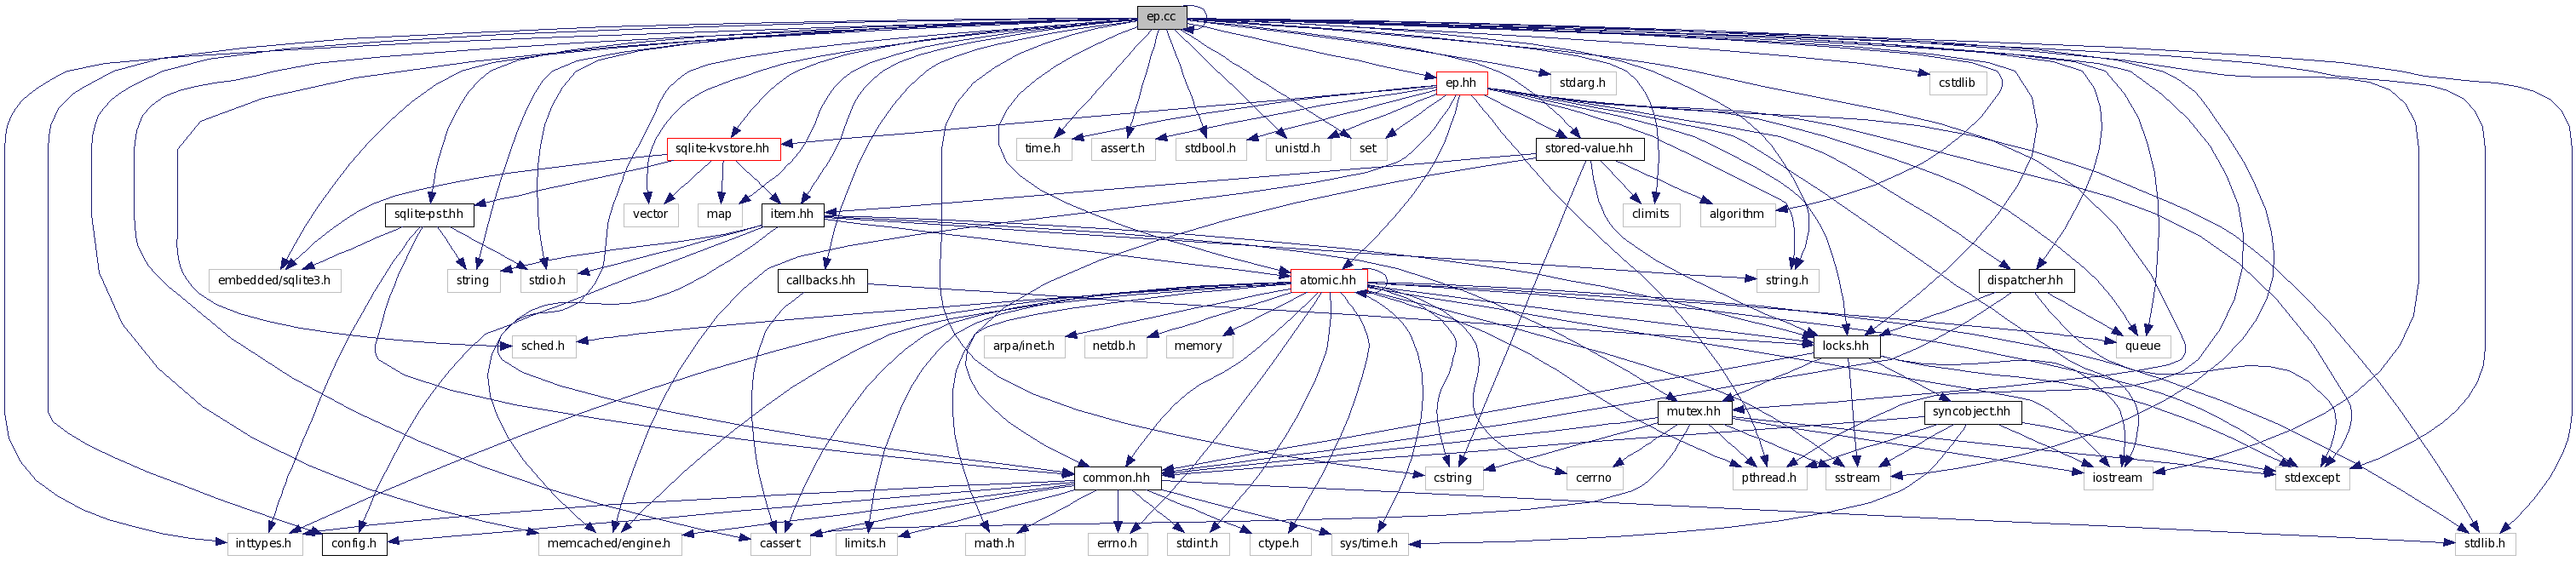 ep.cc
ep.hh
stdarg.h
cstdlib
sqlite-kvstore.hh
time.h
assert.h
stdbool.h
unistd.h
set
stored-value.hh
sqlite-pst.hh
vector
map
item.hh
climits
algorithm
embedded/sqlite3.h
string
stdio.h
callbacks.hh
atomic.hh
string.h
dispatcher.hh
sched.h
arpa/inet.h
netdb.h
memory
locks.hh
queue
mutex.hh
syncobject.hh
common.hh
cstring
cerrno
pthread.h
sstream
iostream
stdexcept
inttypes.h
config.h
memcached/engine.h
cassert
limits.h
math.h
errno.h
stdint.h
ctype.h
sys/time.h
stdlib.h